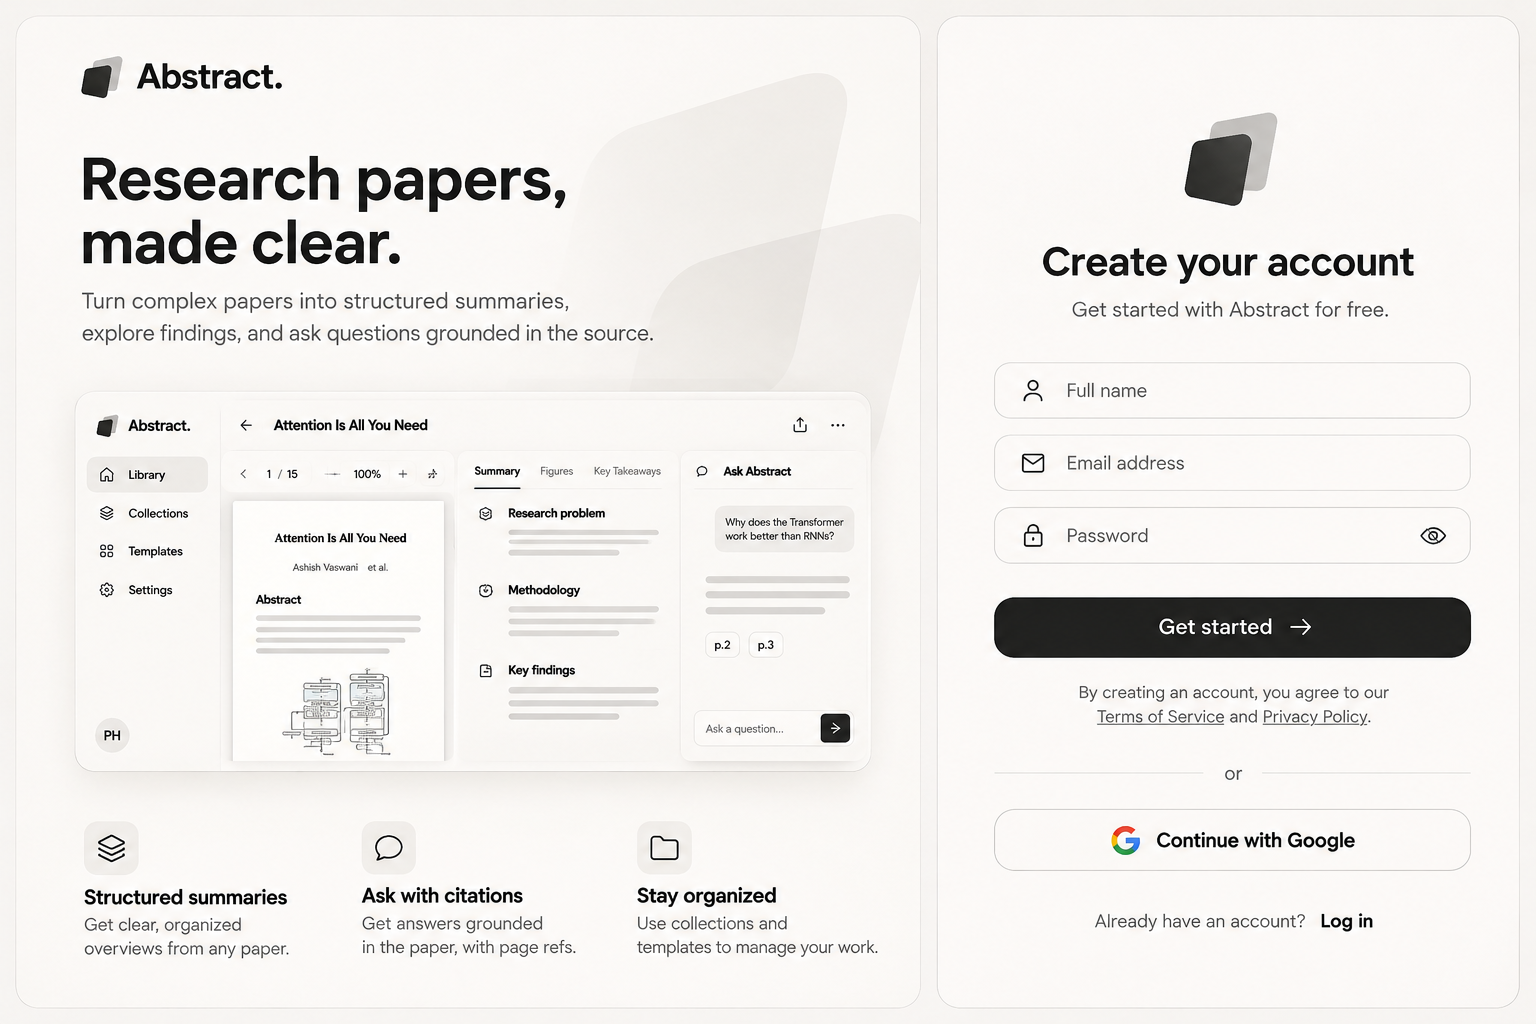 Abstract.
Research papers,
made clear.
Turn complex papers into structured summaries,
explore findings, and ask questions grounded in the source.
Abstract.
Library
Collections
Templates
Settings
PH
Attention Is All You Need
1 / 15
100%
Attention Is All You Need
Ashish Vaswani et al.
Abstract
Summary
Figures
Key Takeaways
Research problem
Methodology
Key findings
Ask Abstract
Why does the Transformer
work better than RNNs?
p.2
p.3
Ask a question...
Structured summaries
Get clear, organized
overviews from any paper.
Ask with citations
Get answers grounded
in the paper, with page refs.
Stay organized
Use collections and
templates to manage your work.
Create your account
Get started with Abstract for free.
Full name
Email address
Password
Get started
By creating an account, you agree to our
Terms of Service and Privacy Policy.
or
Continue with Google
Already have an account? Log in